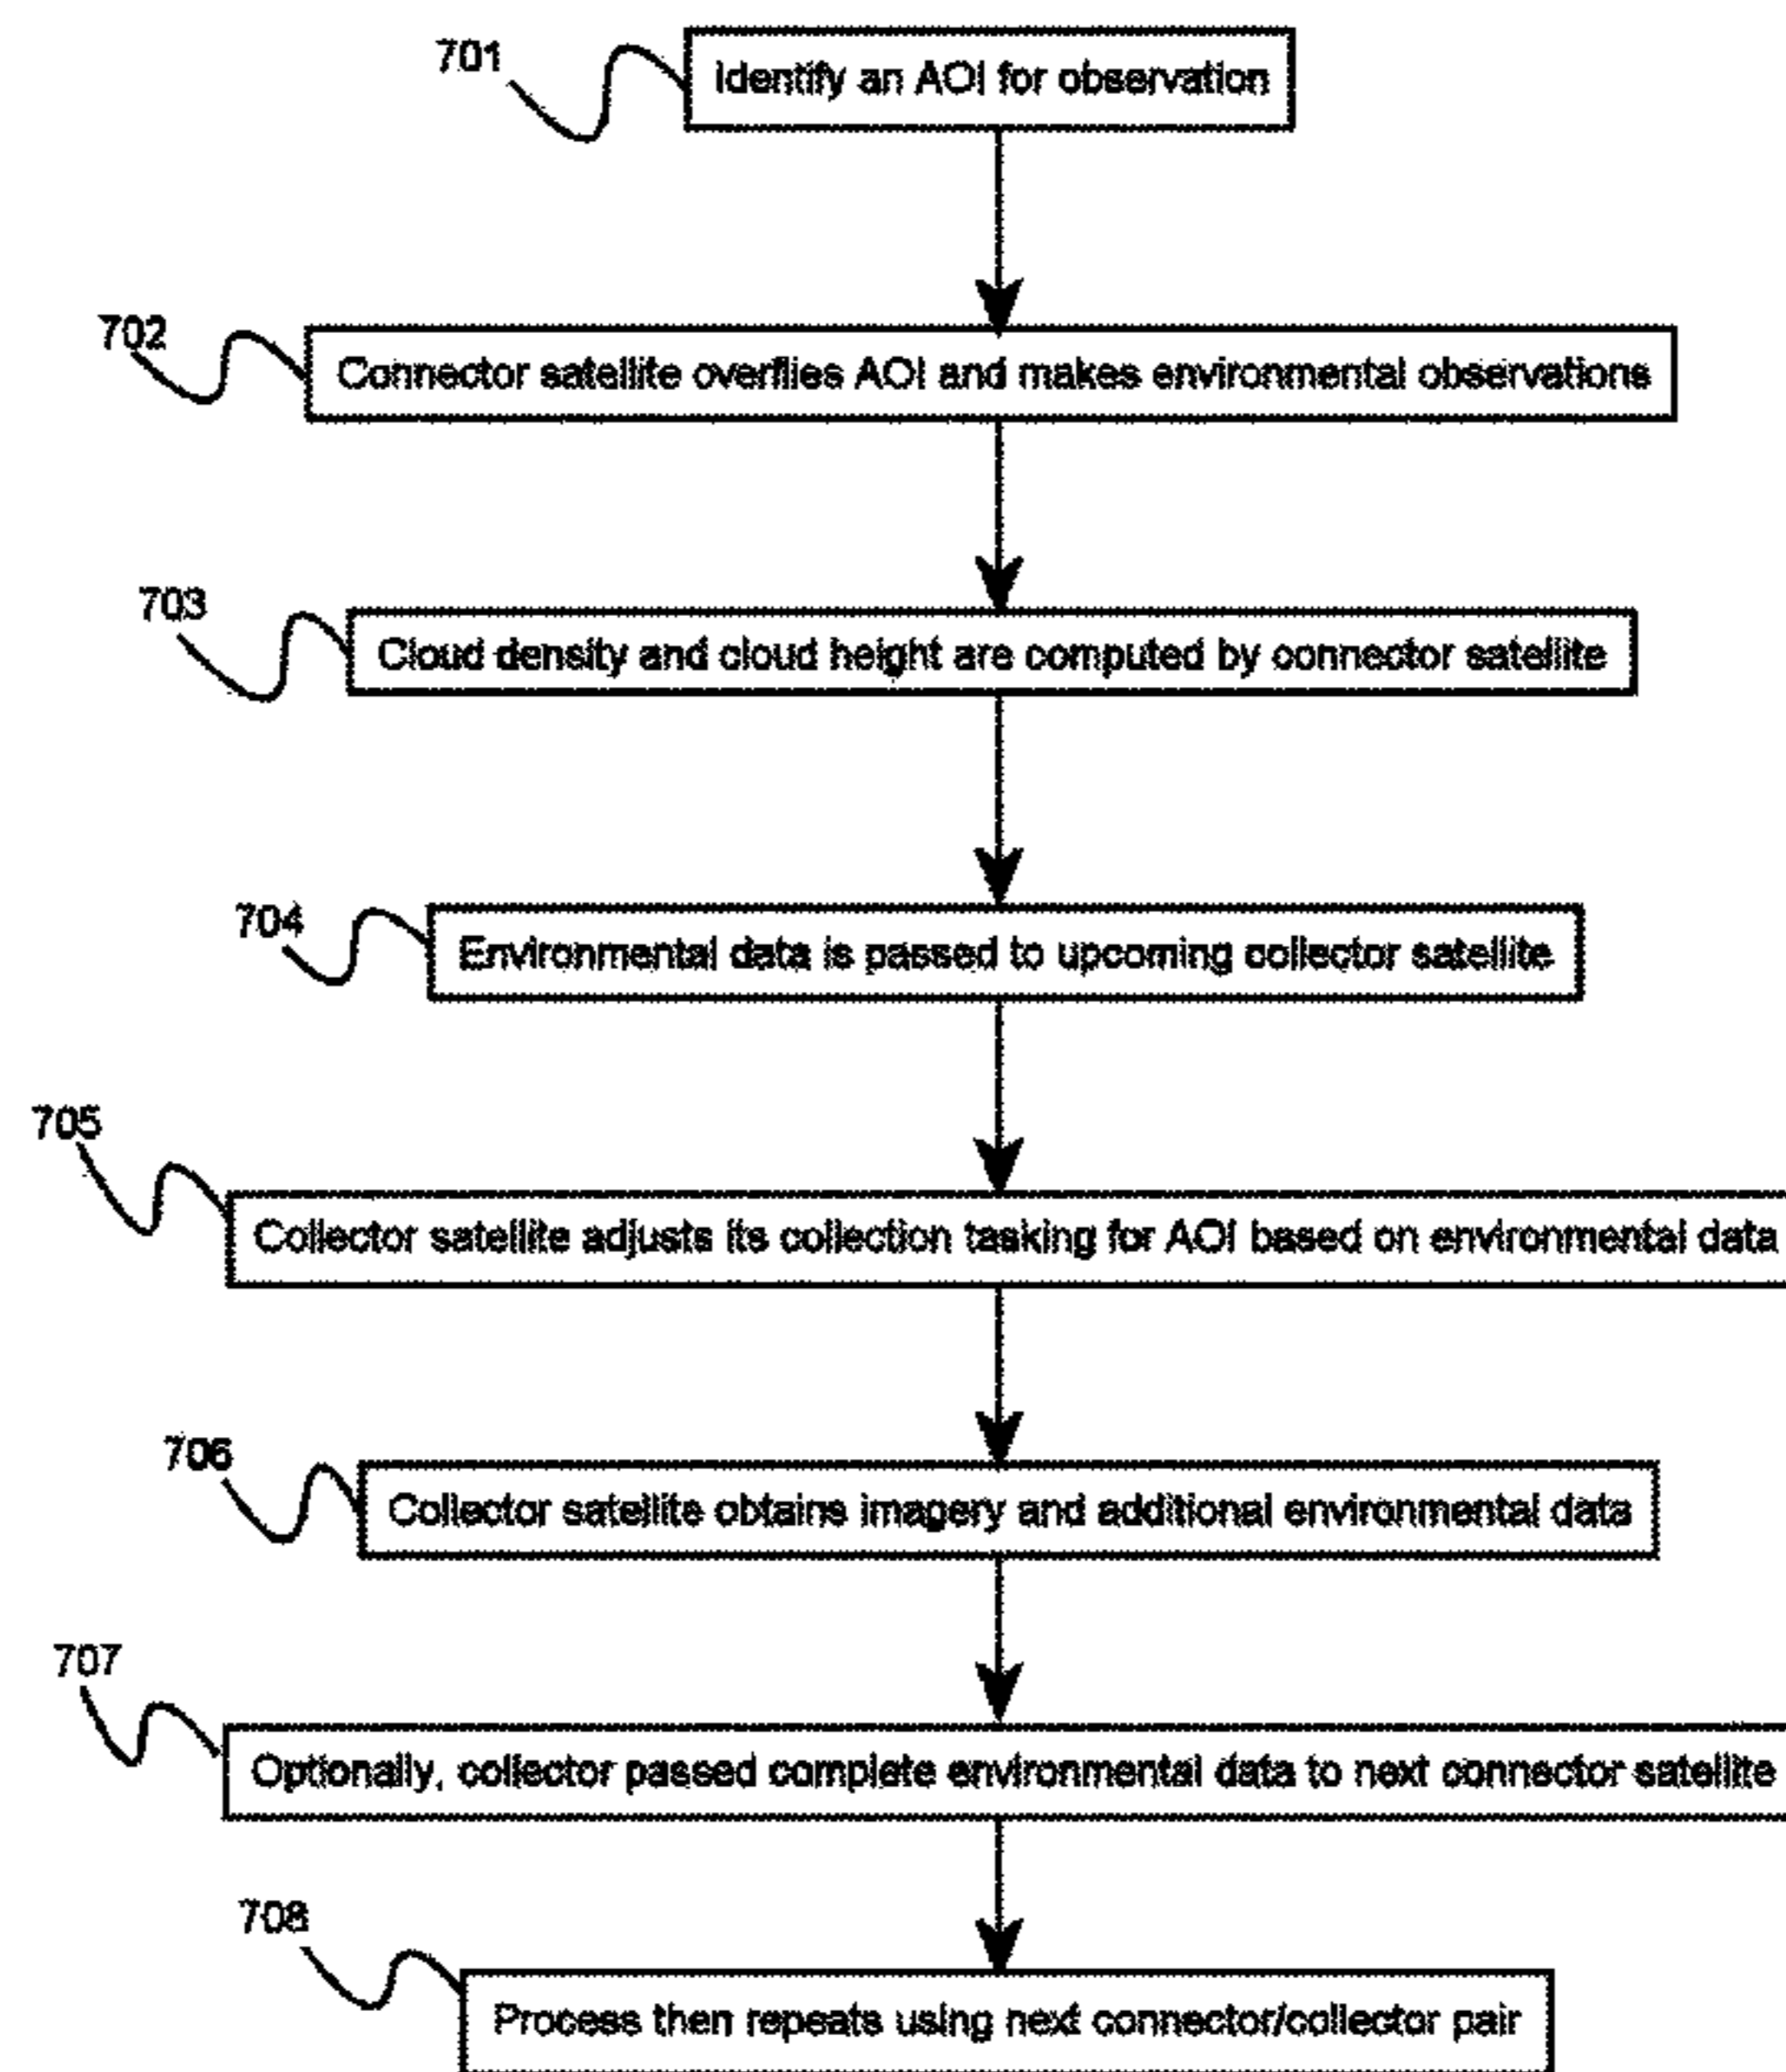 701
Identify an AOI for observation
702
Connector satellite overflies AOI and makes environmental observations
703
Cloud density and cloud height are computed by connector satellite
704
Environmental data is passed to upcoming collector satellite
705
Collector satellite adjusts its collection tasking for AOI based on environmental data
706
Collector satellite obtains imagery and additional environmental data
707
Optionally, collector passed complete environmental data to next connector satellite
708
Process then repeats using next connector/collector pair